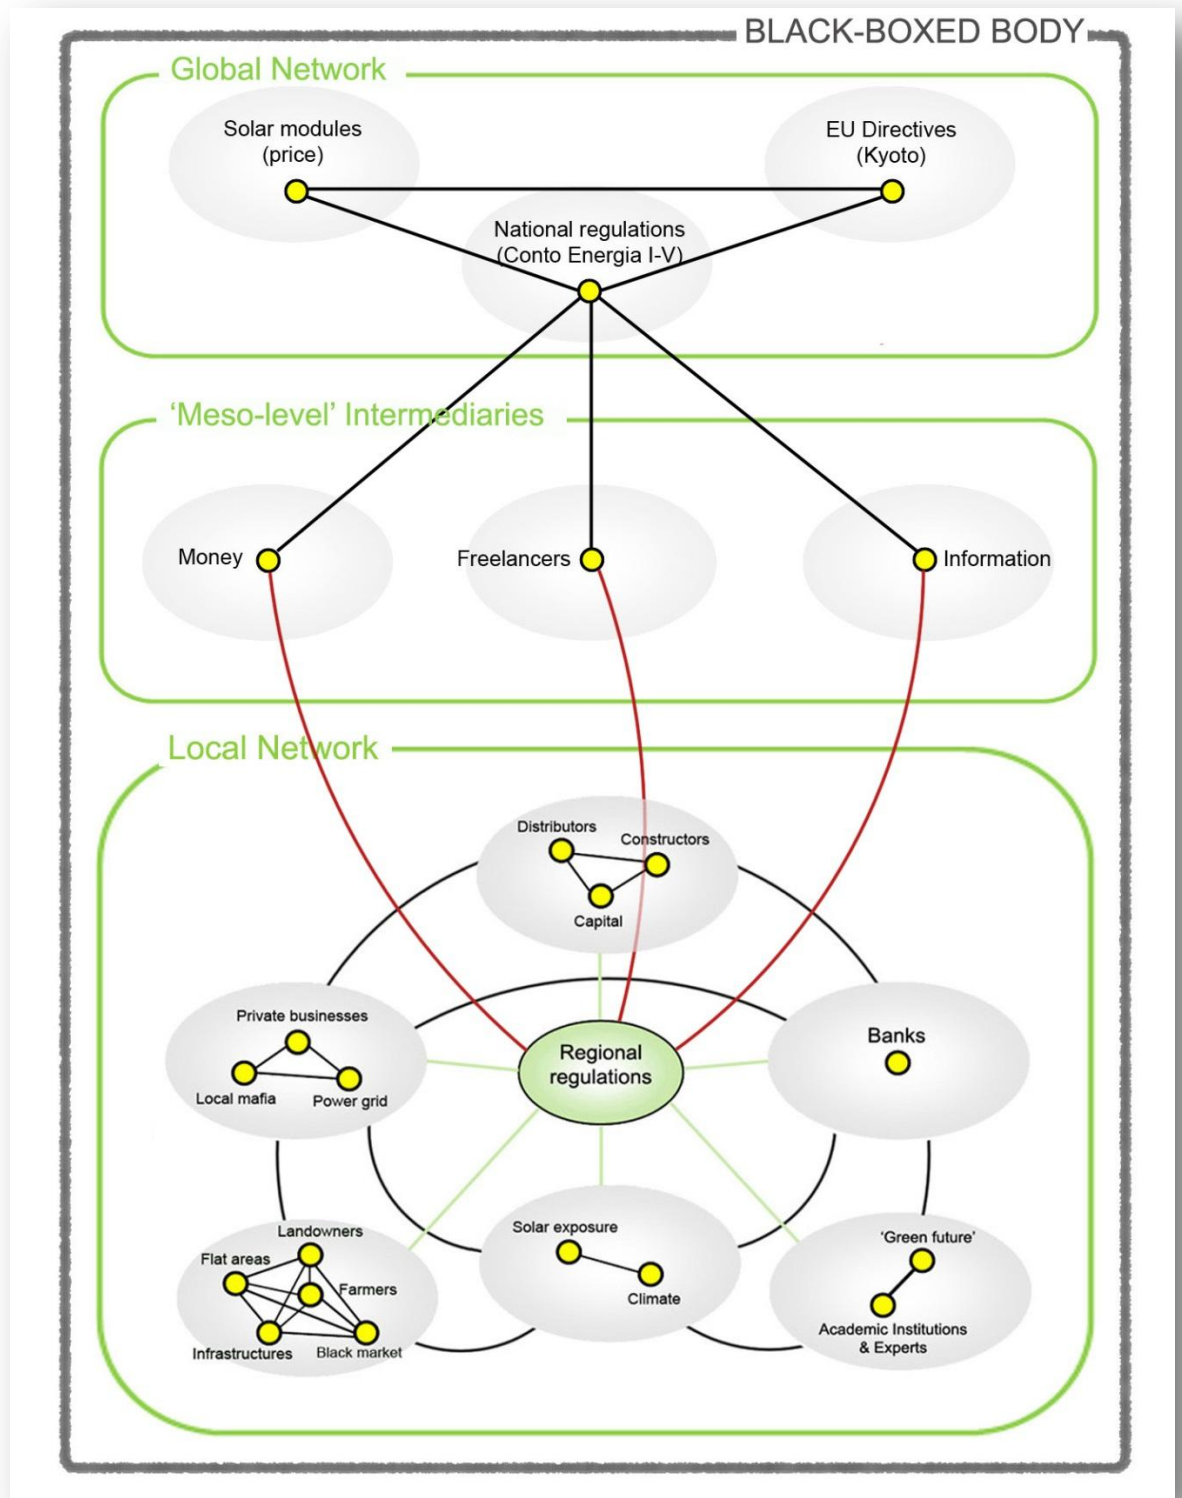 BLACK-BOXED BODY
Global Network
Solar modules
(price)
EU Directives
(Kyoto)
National regulations
(Conto Energia I-V)
‘Meso-level’ Intermediaries
Money
Freelancers
Information
Local Network
Distributors
Constructors
Capital
Private businesses
Local mafia
Power grid
Regional
regulations
Banks
Landowners
Flat areas
Farmers
Infrastructures
Black market
Solar exposure
Climate
‘Green future’
Academic Institutions
& Experts